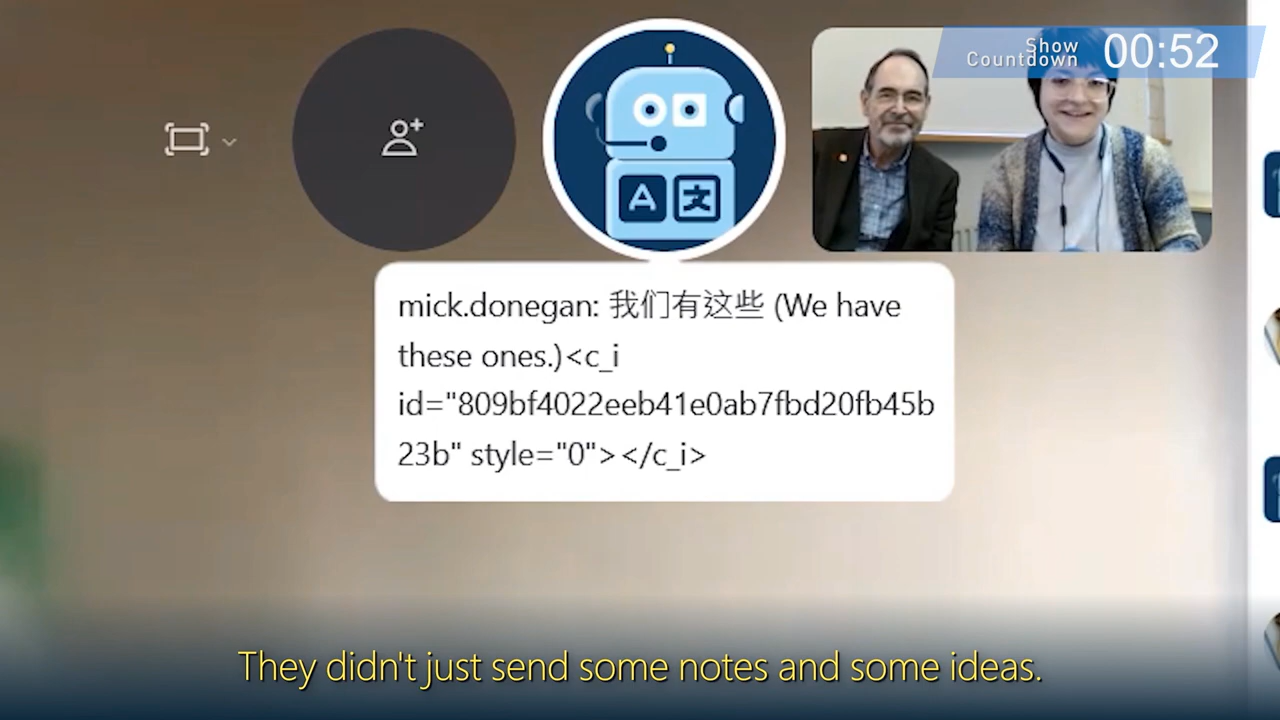 Show
Countdown
00:52
A 文
mick.donegan: 我们有这些 (We have
these ones.)<c_i
id="809bf4022eeb41e0ab7fbd20fb45b
23b" style="0"></c_i>
They didn't just send some notes and some ideas.